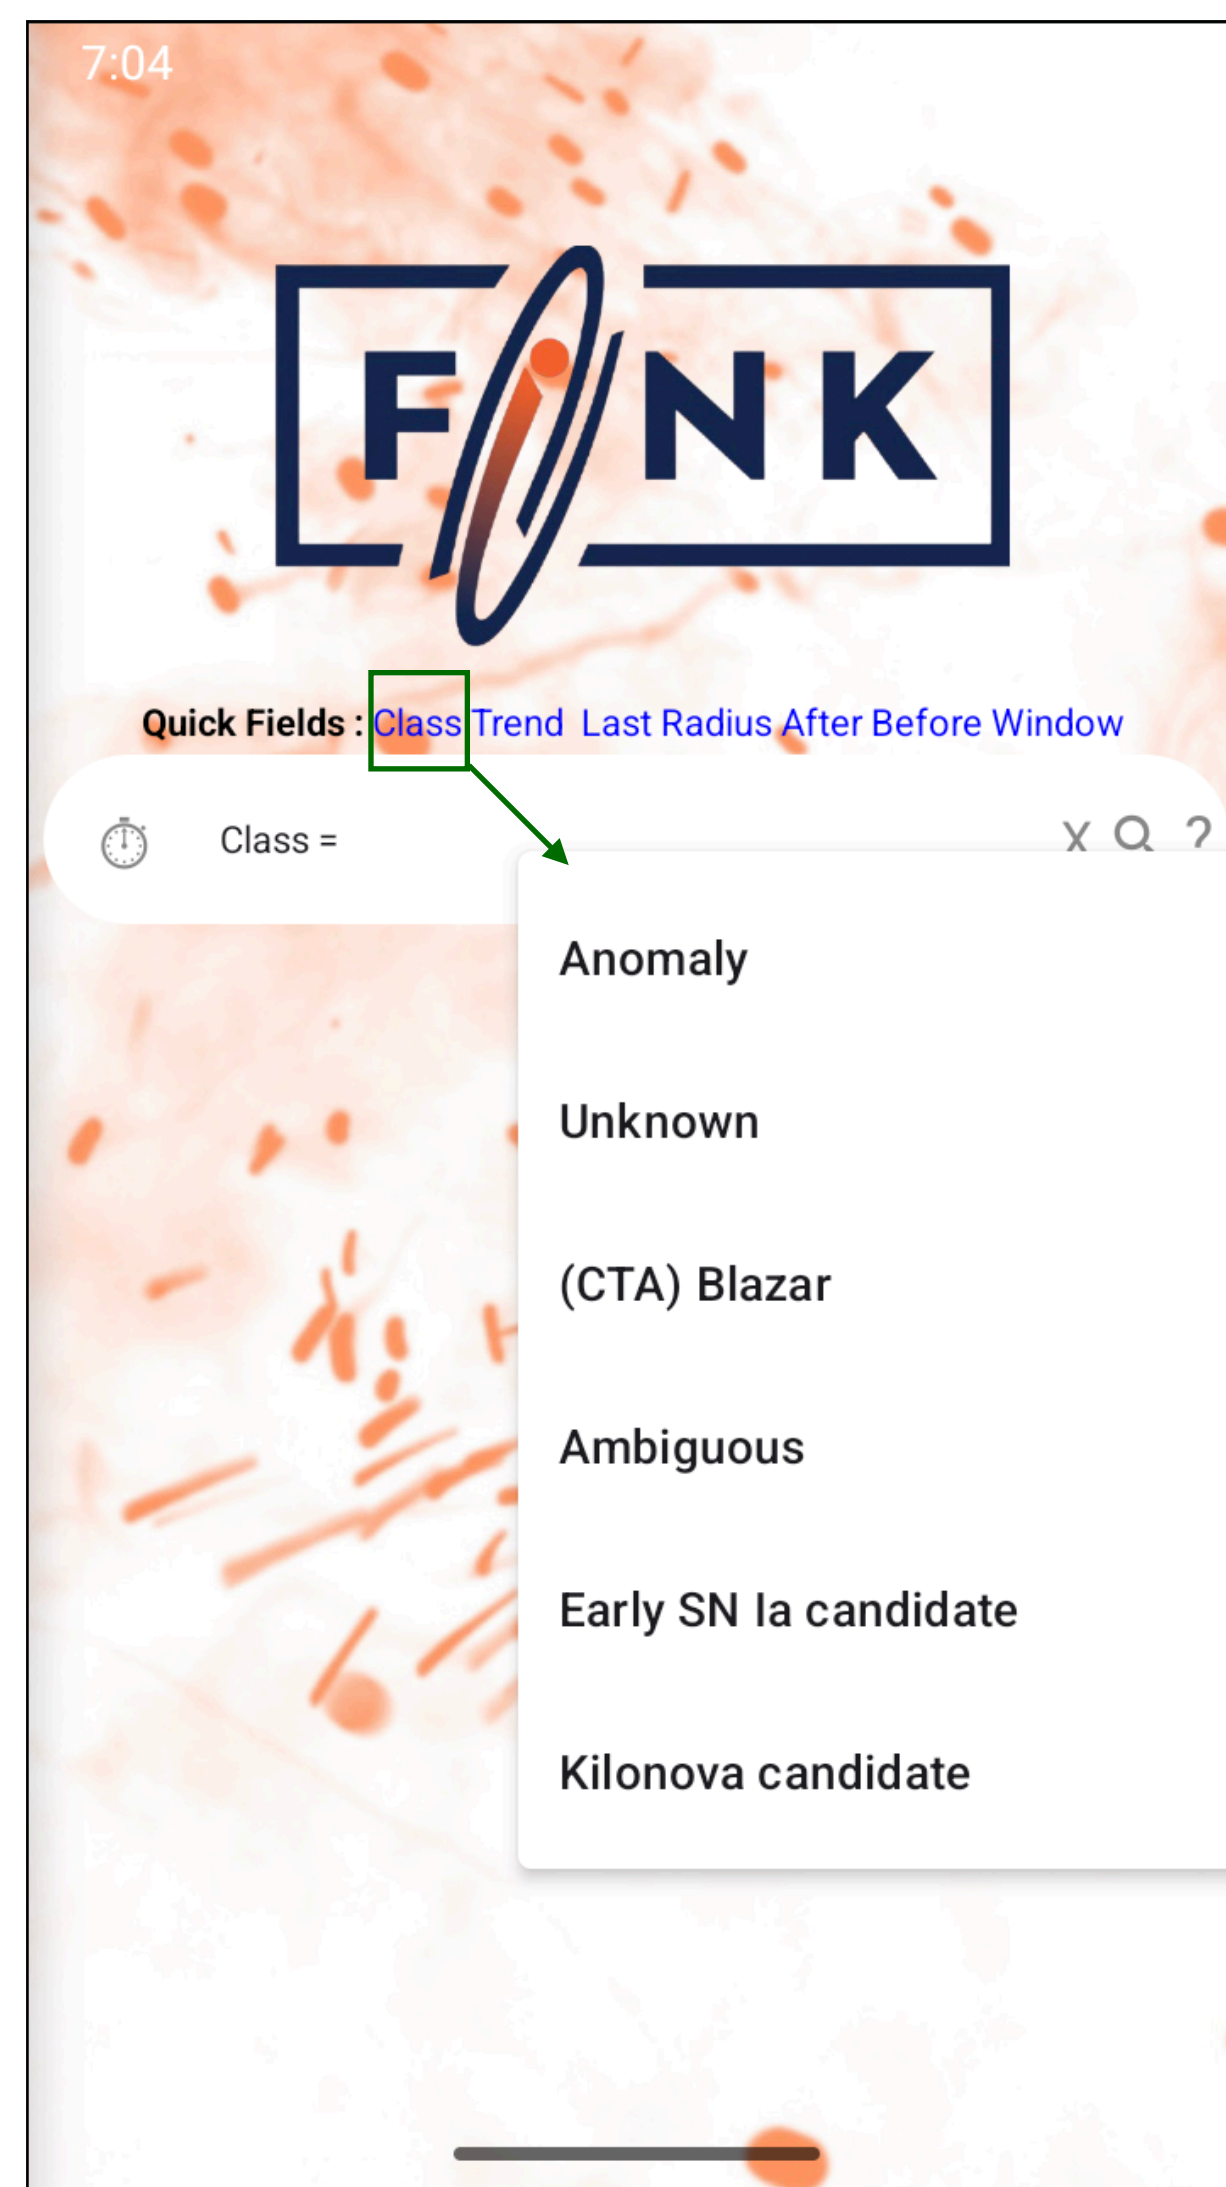 7:04
FINK
Quick Fields : Class Trend Last Radius After Before Window
Class = X ?
Anomaly
Unknown
(CTA) Blazar
Ambiguous
Early SN Ia candidate
Kilonova candidate